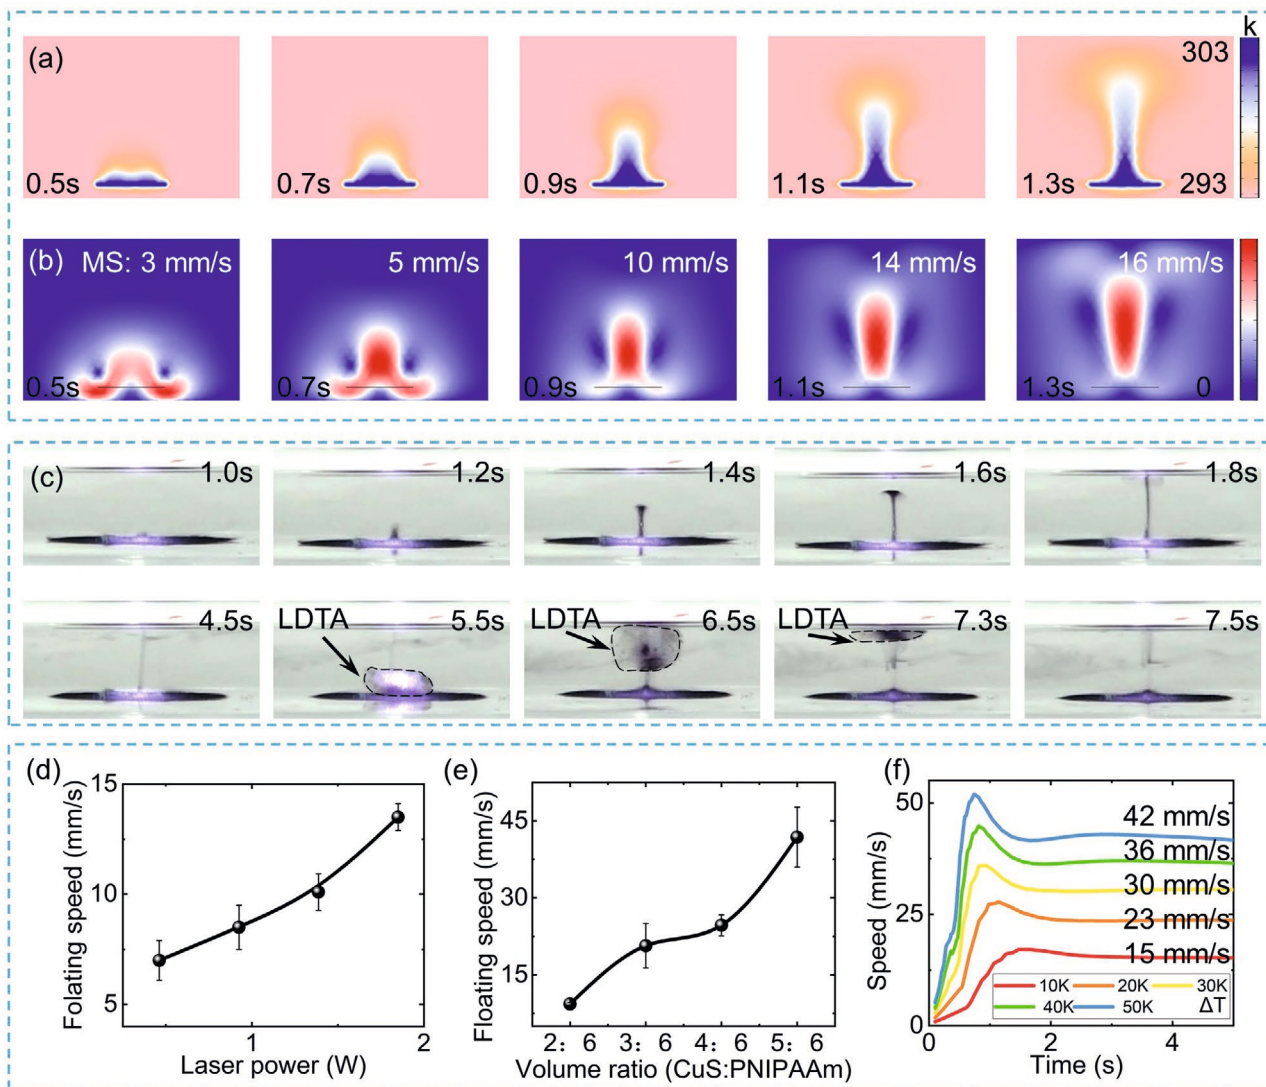 k
(a)
303
0.5s
0.7s
0.9s
1.1s
1.3s
293
(b) MS: 3 mm/s
5 mm/s
10 mm/s
14 mm/s
16 mm/s
0.5s
0.7s
0.9s
1.1s
1.3s
0
(c)
1.0s
1.2s
1.4s
1.6s
1.8s
4.5s
LDTA
5.5s
LDTA
6.5s
LDTA
7.3s
7.5s
(d)
Folating speed (mm/s)
15
10
5
1
2
Laser power (W)
(e)
Floating speed (mm/s)
45
30
15
2: 6
3: 6
4: 6
5: 6
Volume ratio (CuS:PNIPAAm)
(f)
Speed (mm/s)
50
25
0
42 mm/s
36 mm/s
30 mm/s
23 mm/s
15 mm/s
10K
20K
30K
40K
50K
ΔT
0
2
4
Time (s)